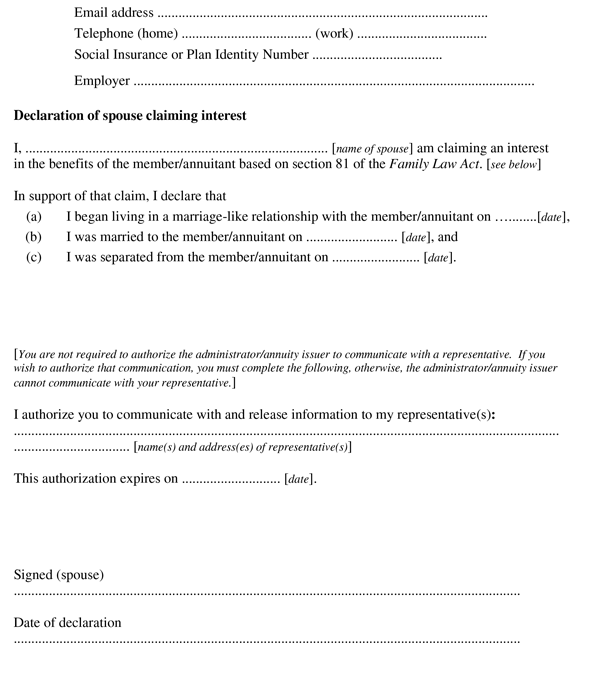 Email address ..............................................................................................
Telephone (home) ..................................... (work) .....................................
Social Insurance or Plan Identity Number .....................................
Employer ..................................................................................................................
Declaration of spouse claiming interest
I, ...................................................................................... [name of spouse] am claiming an interest
in the benefits of the member/annuitant based on section 81 of the Family Law Act. [see below]
In support of that claim, I declare that
(a) I began living in a marriage-like relationship with the member/annuitant on …........[date],
(b) I was married to the member/annuitant on .......................... [date], and
(c) I was separated from the member/annuitant on ......................... [date].
[You are not required to authorize the administrator/annuity issuer to communicate with a representative. If you
wish to authorize that communication, you must complete the following, otherwise, the administrator/annuity issuer
cannot communicate with your representative.]
I authorize you to communicate with and release information to my representative(s):
...........................................................................................................................................................
................................. [name(s) and address(es) of representative(s)]
This authorization expires on ............................ [date].
Signed (spouse)
................................................................................................................................................
Date of declaration
................................................................................................................................................